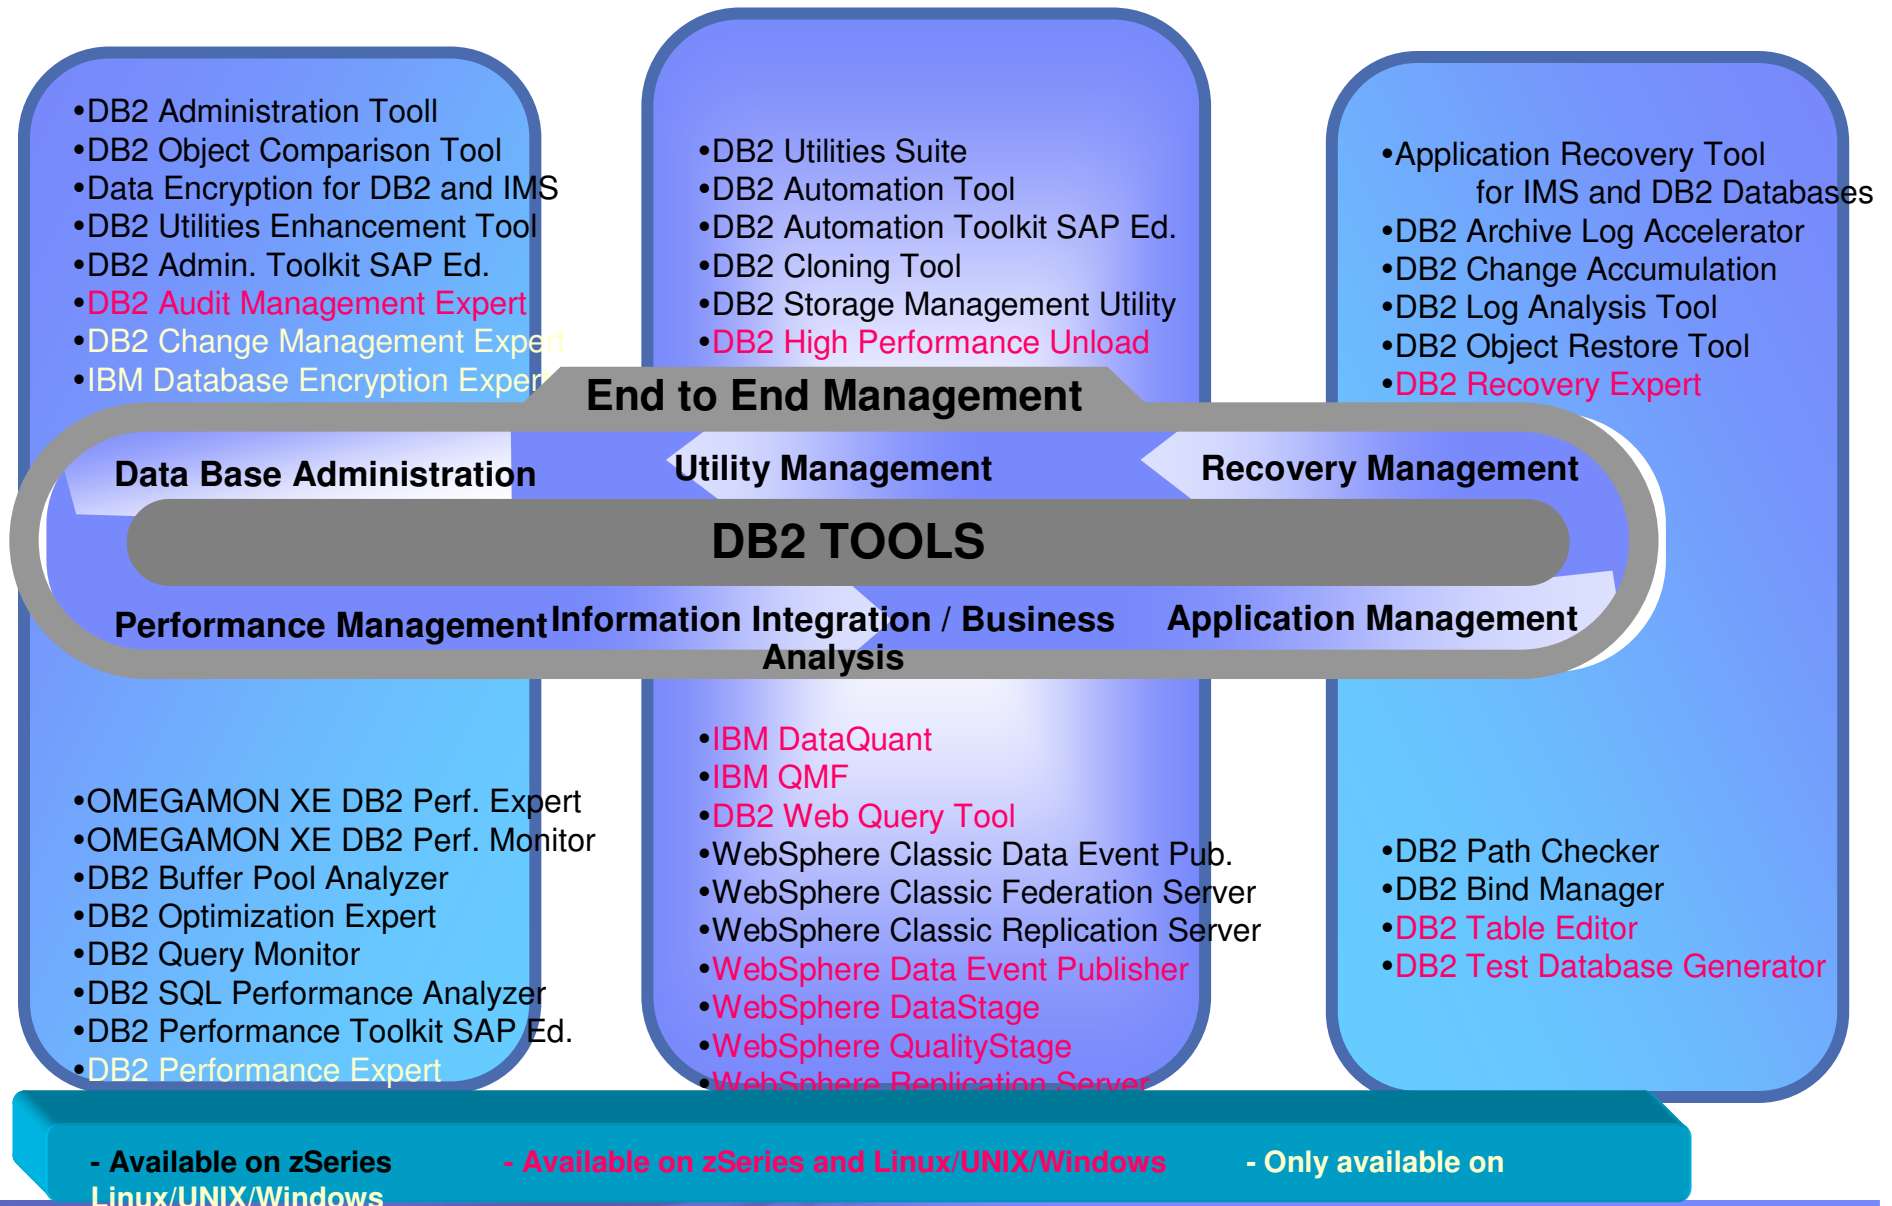 •DB2 Administration Tooll
•DB2 Object Comparison Tool
•Data Encryption for DB2 and IMS
•DB2 Utilities Enhancement Tool
•DB2 Admin. Toolkit SAP Ed.
•DB2 Audit Management Expert
•DB2 Change Management Expert
•IBM Database Encryption Expert
•DB2 Utilities Suite
•DB2 Automation Tool
•DB2 Automation Toolkit SAP Ed.
•DB2 Cloning Tool
•DB2 Storage Management Utility
•DB2 High Performance Unload
•Application Recovery Tool
for IMS and DB2 Databases
•DB2 Archive Log Accelerator
•DB2 Change Accumulation
•DB2 Log Analysis Tool
•DB2 Object Restore Tool
•DB2 Recovery Expert
End to End Management
Data Base Administration
Utility Management
Recovery Management
DB2 TOOLS
Performance Management
Information Integration / Business
Analysis
Application Management
•OMEGAMON XE DB2 Perf. Expert
•OMEGAMON XE DB2 Perf. Monitor
•DB2 Buffer Pool Analyzer
•DB2 Optimization Expert
•DB2 Query Monitor
•DB2 SQL Performance Analyzer
•DB2 Performance Toolkit SAP Ed.
•DB2 Performance Expert
•IBM DataQuant
•IBM QMF
•DB2 Web Query Tool
•WebSphere Classic Data Event Pub.
•WebSphere Classic Federation Server
•WebSphere Classic Replication Server
•WebSphere Data Event Publisher
•WebSphere DataStage
•WebSphere QualityStage
•WebSphere Replication Server
•DB2 Path Checker
•DB2 Bind Manager
•DB2 Table Editor
•DB2 Test Database Generator
- Available on zSeries - Available on zSeries and Linux/UNIX/Windows - Only available on
Linux/UNIX/Windows